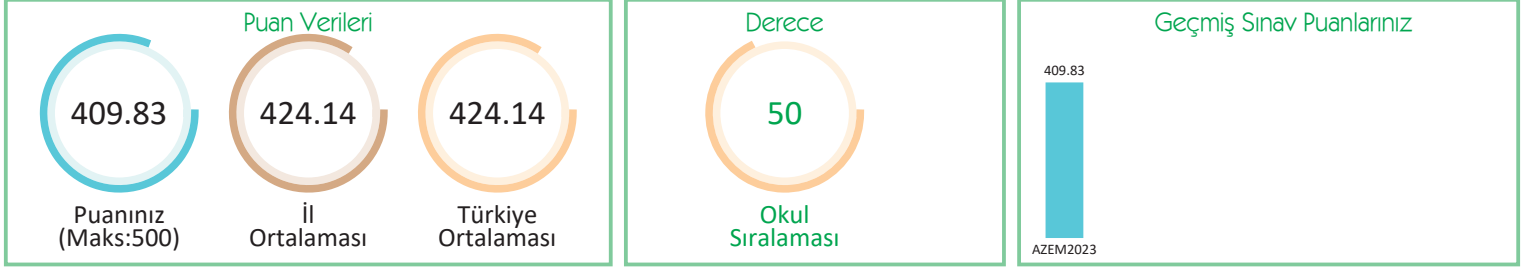 Puan Verileri
409.83
424.14
424.14
Puanınız
(Maks:500)
İl
Ortalaması
Türkiye
Ortalaması
Derece
50
Okul
Sıralaması
Geçmiş Sınav Puanlarınız
409.83
AZEM2023